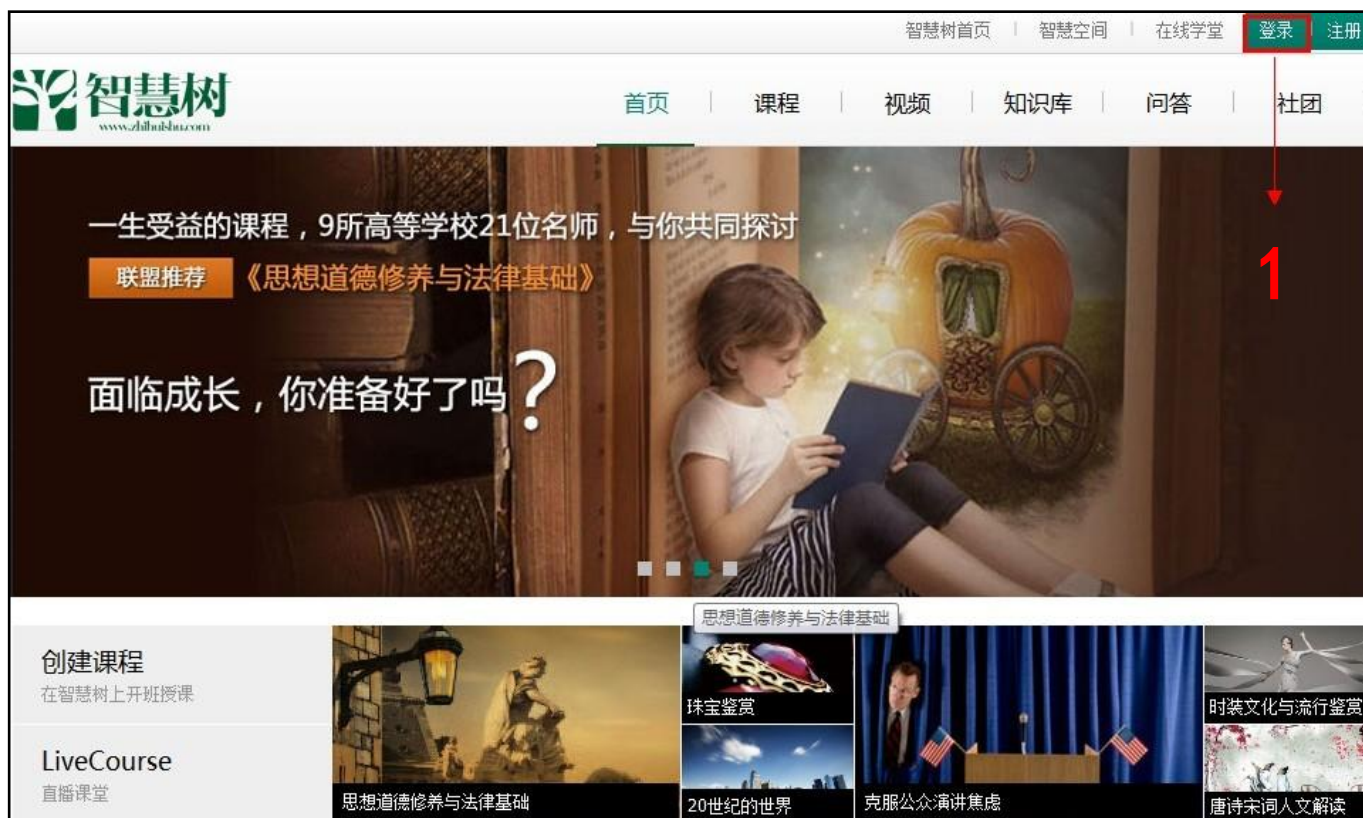 智慧树首页 | 智慧空间 | 在线学堂 登录 注册
智慧树
www.zhihuishu.com
首页 | 课程 | 视频 | 知识库 | 问答 | 社团
一生受益的课程，9所高等学校21位名师，与你共同探讨
联盟推荐 《思想道德修养与法律基础》
1
面临成长，你准备好了吗？
思想道德修养与法律基础
创建课程
在智慧树上开班授课
LiveCourse
直播课堂
思想道德修养与法律基础
珠宝鉴赏
20世纪的世界
克服公众演讲焦虑
时装文化与流行鉴赏
唐诗宋词人文解读